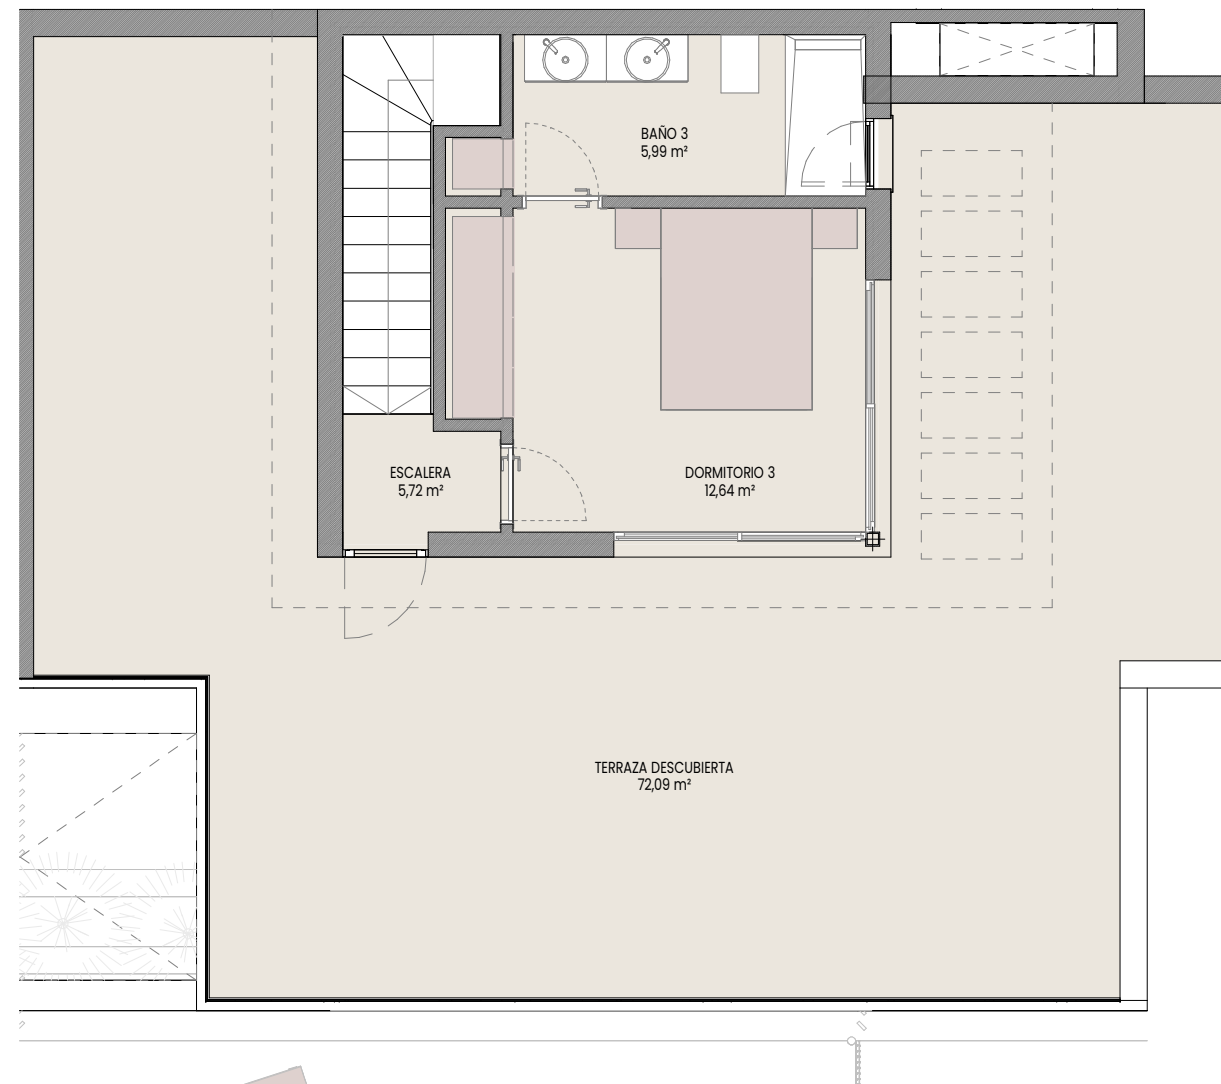 BAÑO 3
5,99 m²
ESCALERA
5,72 m²
DORMITORIO 3
12,64 m²
TERRAZA DESCUBIERTA
72,09 m²